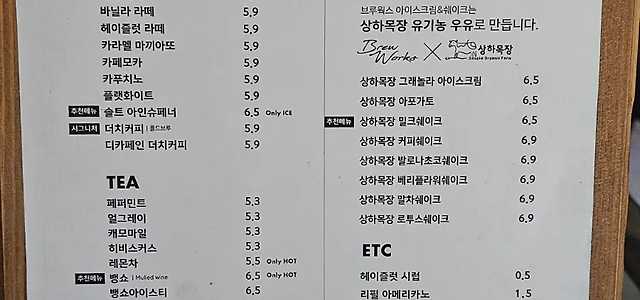 바닐라 라떼 5.9
헤이즐럿 라떼 5.9
카라멜 마끼아또 5.9
카페모카 5.9
카푸치노 5.9
플랫화이트 5.9
추천메뉴 솔트 아인슈페너 6.5 Only ICE
시그니처 더치커피 | 콜드브루 5.9
디카페인 더치커피 5.9
TEA
페퍼민트 5.3
얼그레이 5.3
캐모마일 5.3
히비스커스 5.3
레몬차 5.5 Only HOT
추천메뉴 뱅쇼 | Mulled wine 6.5 Only HOT
뱅쇼아이스티 6.5
브루웍스 아이스크림&쉐이크는
상하목장 유기농 우유로 만듭니다.
Brew Works × 상하목장
Sangha Organic Farm
상하목장 그래놀라 아이스크림 6.5
상하목장 아포가토 6.5
추천메뉴 상하목장 밀크쉐이크 6.5
상하목장 커피쉐이크 6.9
상하목장 발로나초코쉐이크 6.9
상하목장 베리플라워쉐이크 6.9
상하목장 말차쉐이크 6.9
상하목장 로투스쉐이크 6.9
ETC
헤이즐럿 시럽 0.5
리필 아메리카노 1.5